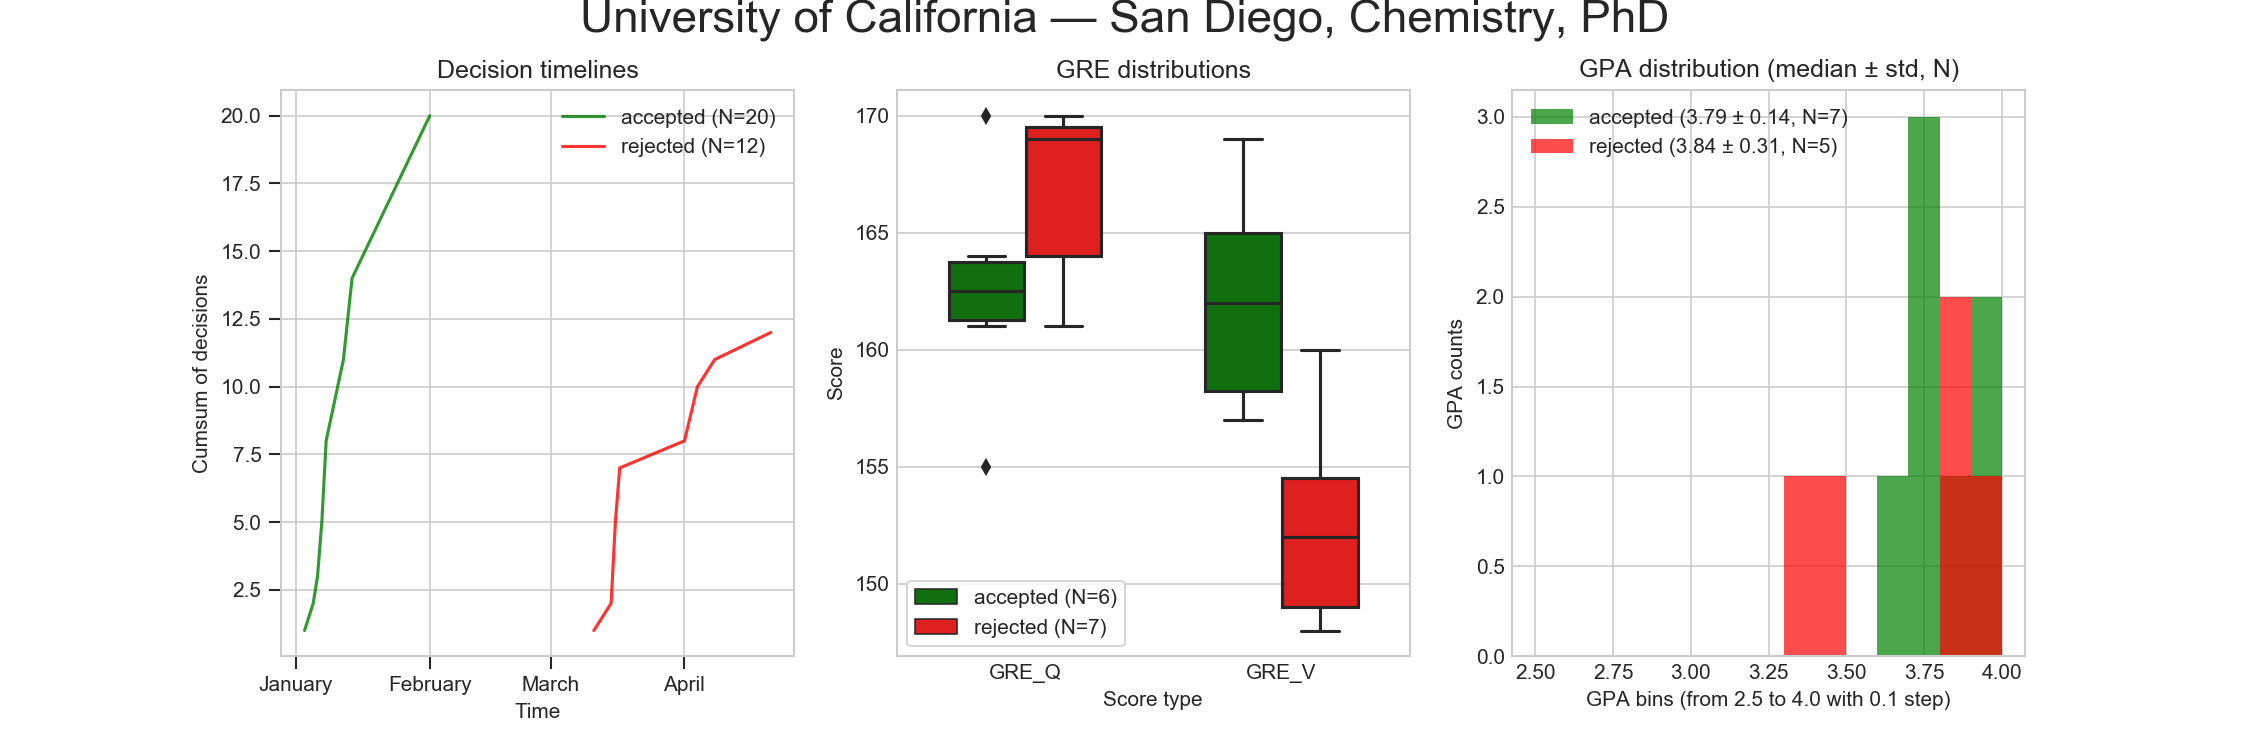 University of California — San Diego, Chemistry, PhD
Decision timelines
accepted (N=20)
rejected (N=12)
20.0
17.5
15.0
12.5
10.0
7.5
5.0
2.5
Cumsum of decisions
January February March April
Time
GRE distributions
170
165
160
155
150
Score
accepted (N=6)
rejected (N=7)
GRE_Q GRE_V
Score type
GPA distribution (median ± std, N)
accepted (3.79 ± 0.14, N=7)
rejected (3.84 ± 0.31, N=5)
3.0
2.5
2.0
1.5
1.0
0.5
0.0
GPA counts
2.50 2.75 3.00 3.25 3.50 3.75 4.00
GPA bins (from 2.5 to 4.0 with 0.1 step)